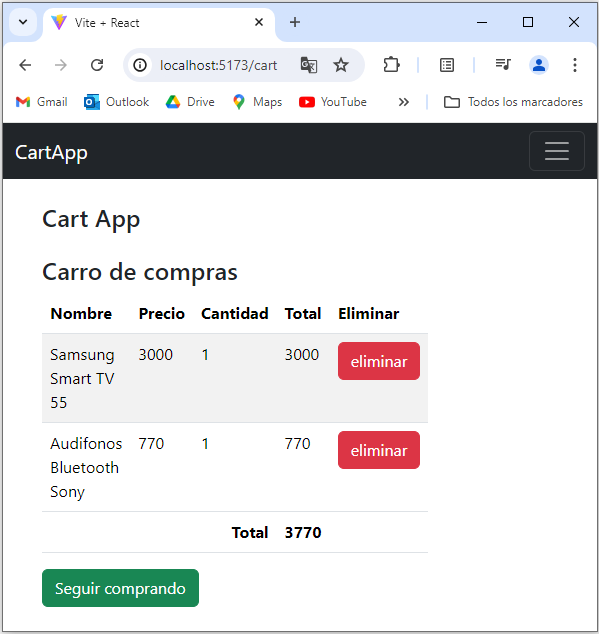 Vite + React
localhost:5173/cart
Gmail Outlook Drive Maps YouTube Todos los marcadores
CartApp
Cart App
Carro de compras
Nombre Precio Cantidad Total Eliminar
Samsung 3000 1 3000 eliminar
Smart TV
55
Audifonos 770 1 770 eliminar
Bluetooth
Sony
Total 3770
Seguir comprando